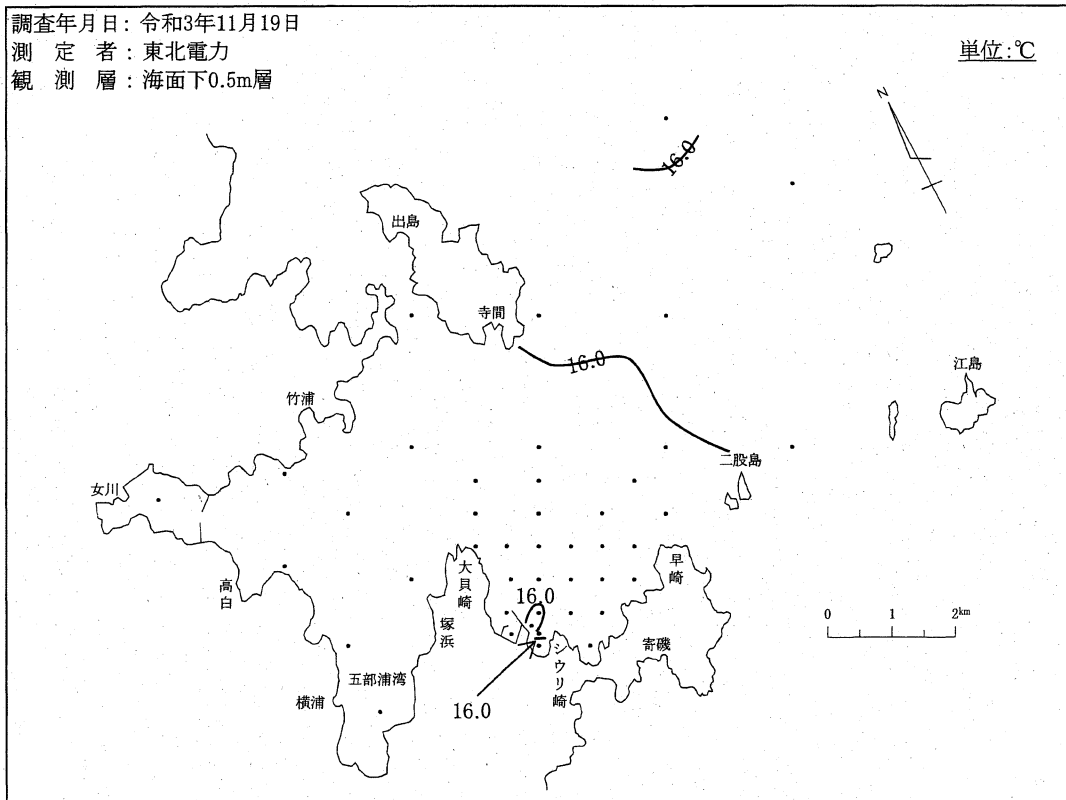 調査年月日：令和3年11月19日
測 定 者：東北電力
観 測 層：海面下0.5m層
単位：℃
N
16.0
出島
寺間
16.0
江島
竹浦
二股島
女川
早崎
大貝崎
高白
16.0
0 1 2km
塚浜
寄磯
シウリ崎
五部浦湾
横浦
16.0